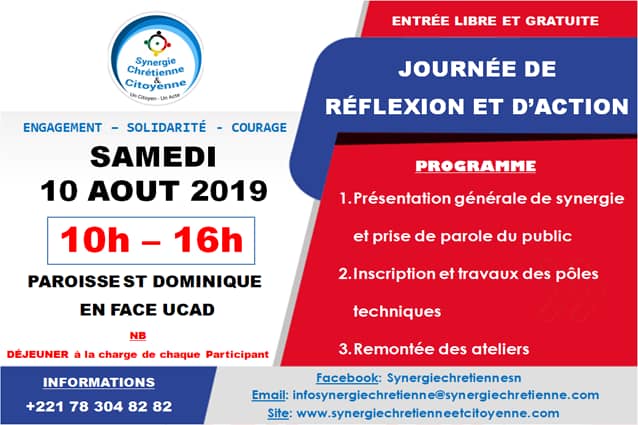 Synergie
Chrétienne
&
Citoyenne
Un Citoyen - Un Acte
ENGAGEMENT – SOLIDARITÉ - COURAGE
SAMEDI
10 AOUT 2019
10h – 16h
PAROISSE ST DOMINIQUE
EN FACE UCAD
NB
DÉJEUNER à la charge de chaque Participant
ENTRÉE LIBRE ET GRATUITE
JOURNÉE DE
RÉFLEXION ET D’ACTION
PROGRAMME
1. Présentation générale de synergie
et prise de parole du public
2. Inscription et travaux des pôles
techniques
3. Remontée des ateliers
INFORMATIONS
+221 78 304 82 82
Facebook: Synergiechretiennesn
Email: infosynergiechretienne@synergiechretienne.com
Site: www.synergiechretienneetcitoyenne.com